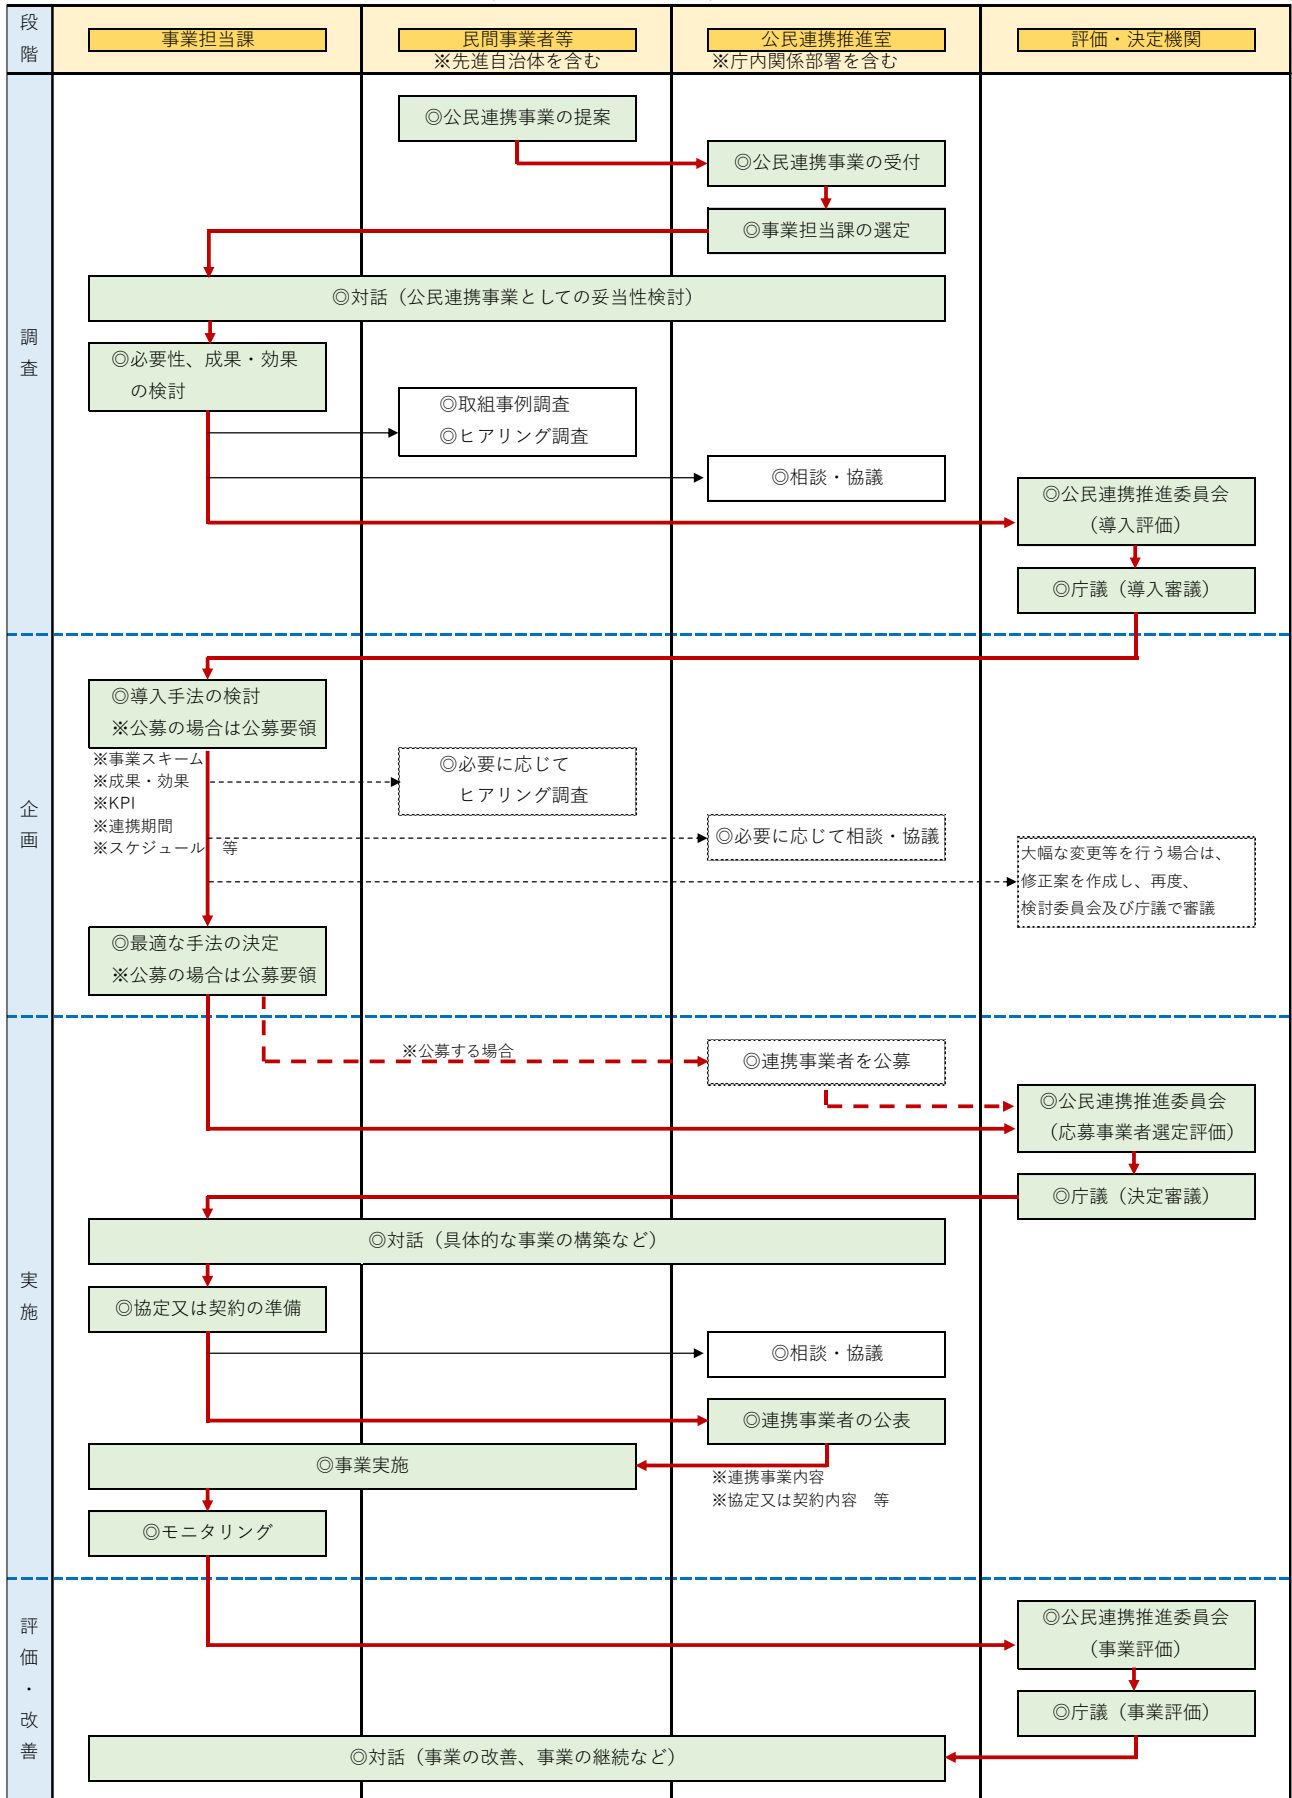 段
階
事業担当課
民間事業者等
※先進自治体を含む
公民連携推進室
※庁内関係部署を含む
評価・決定機関
調
査
◎公民連携事業の提案
◎公民連携事業の受付
◎事業担当課の選定
◎対話（公民連携事業としての妥当性検討）
◎必要性、成果・効果
の検討
◎取組事例調査
◎ヒアリング調査
◎相談・協議
◎公民連携推進委員会
（導入評価）
◎庁議（導入審議）
企
画
◎導入手法の検討
※公募の場合は公募要領
※事業スキーム
※成果・効果
※KPI
※連携期間
※スケジュール　等
◎必要に応じて
ヒアリング調査
◎必要に応じて相談・協議
大幅な変更等を行う場合は、
修正案を作成し、再度、
検討委員会及び庁議で審議
◎最適な手法の決定
※公募の場合は公募要領
実
施
※公募する場合
◎連携事業者を公募
◎公民連携推進委員会
（応募事業者選定評価）
◎庁議（決定審議）
◎対話（具体的な事業の構築など）
◎協定又は契約の準備
◎相談・協議
◎連携事業者の公表
◎事業実施
※連携事業内容
※協定又は契約内容　等
◎モニタリング
評
価
・
改
善
◎公民連携推進委員会
（事業評価）
◎庁議（事業評価）
◎対話（事業の改善、事業の継続など）